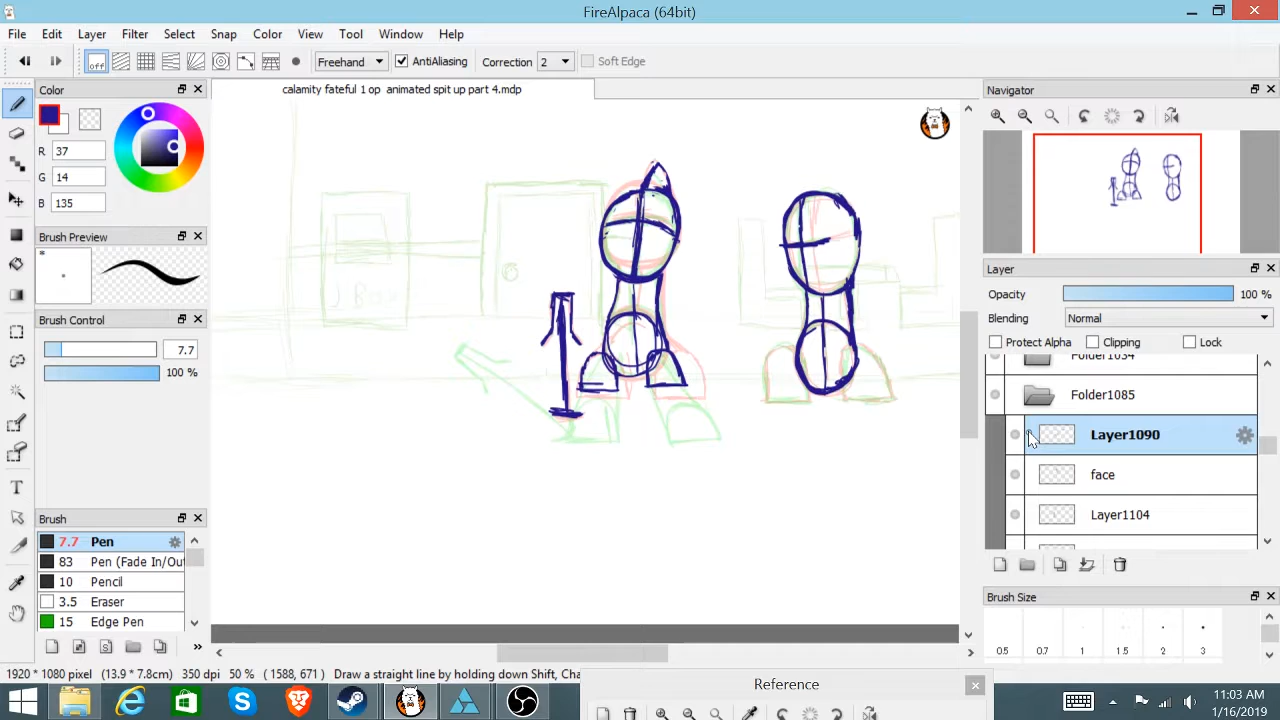 FireAlpaca (64bit)
File Edit Layer Filter Select Snap Color View Tool Window Help
off Freehand AntiAliasing Correction 2 Soft Edge
Color
calamity fateful 1 op animated spit up part 4.mdp
Navigator
R 37
G 14
B 135
Brush Preview
Layer
Opacity 100 %
Blending Normal
Brush Control
Protect Alpha Clipping Lock
7.7
Folder1034
100 %
Folder1085
Layer1090
face
Layer1104
Brush
7.7 Pen
83 Pen (Fade In/Out
10 Pencil
3.5 Eraser
15 Edge Pen
Brush Size
0.5 0.7 1 1.5 2 3
1920 * 1080 pixel (13.9 * 7.8cm) 350 dpi 50 % ( 1588, 671 ) Draw a straight line by holding down Shift, Cha
Reference
11:03 AM
1/16/2019